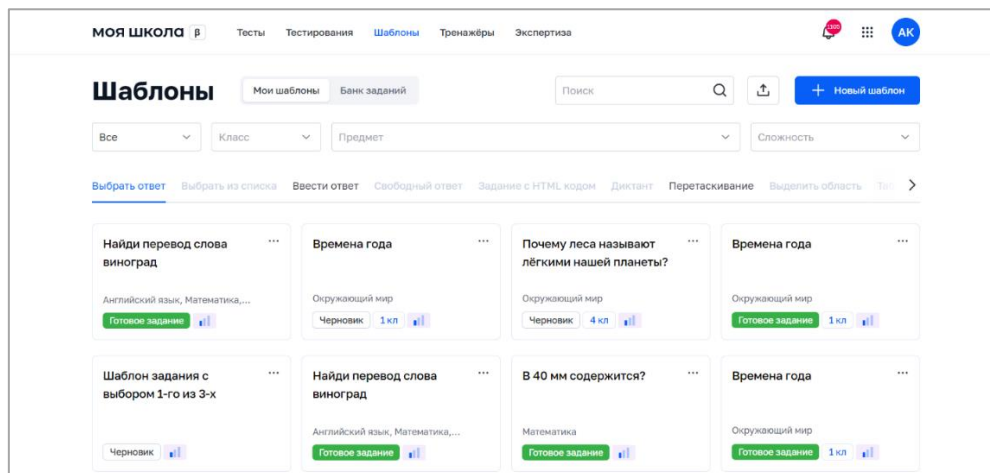 МОЯ ШКОЛА β Тесты Тестирования Шаблоны Тренажёры Экспертиза АК
Шаблоны Мои шаблоны Банк заданий Поиск + Новый шаблон
Все Класс Предмет Сложность
Выбрать ответ Выбрать из списка Ввести ответ Свободный ответ Задание с HTML кодом Диктант Перетаскивание Выделить область
Найди перевод слова
виноград
Английский язык, Математика,...
Готовое задание
Времена года
Окружающий мир
Черновик 1 кл
Почему леса называют
лёгкими нашей планеты?
Окружающий мир
Черновик 4 кл
Времена года
Окружающий мир
Готовое задание 1 кл
Шаблон задания с
выбором 1-го из 3-х
Черновик
Найди перевод слова
виноград
Английский язык, Математика,...
Готовое задание
В 40 мм содержится?
Математика
Готовое задание
Времена года
Окружающий мир
Готовое задание 1 кл